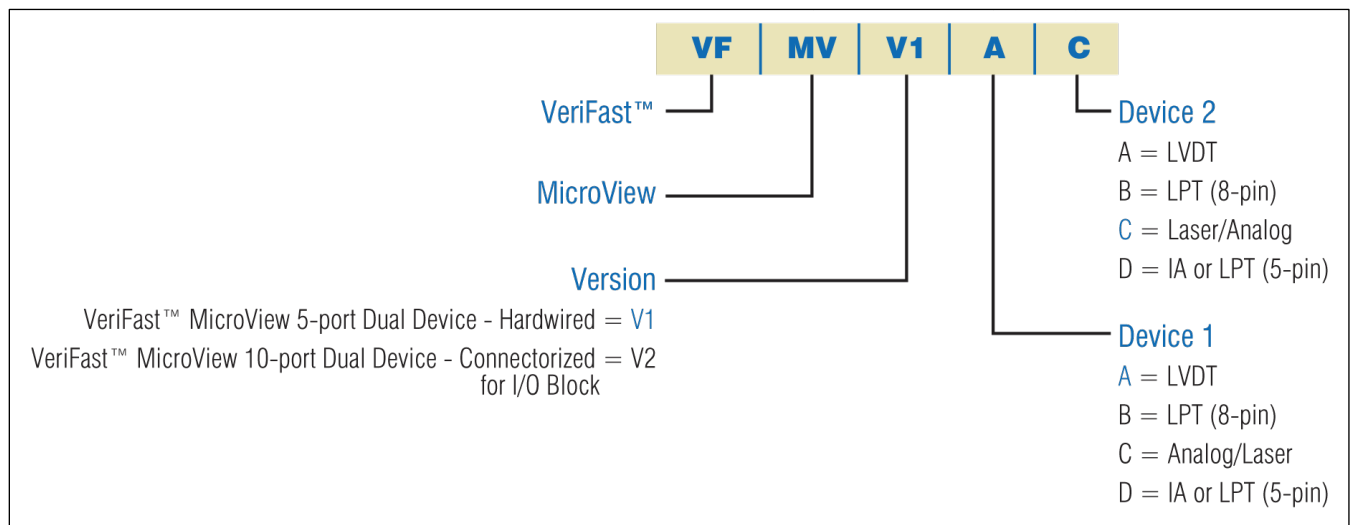 VF MV V1 A C
VeriFast™
MicroView
Version
VeriFast™ MicroView 5-port Dual Device - Hardwired = V1
VeriFast™ MicroView 10-port Dual Device - Connectorized = V2
for I/O Block
Device 2
A = LVDT
B = LPT (8-pin)
C = Laser/Analog
D = IA or LPT (5-pin)
Device 1
A = LVDT
B = LPT (8-pin)
C = Analog/Laser
D = IA or LPT (5-pin)